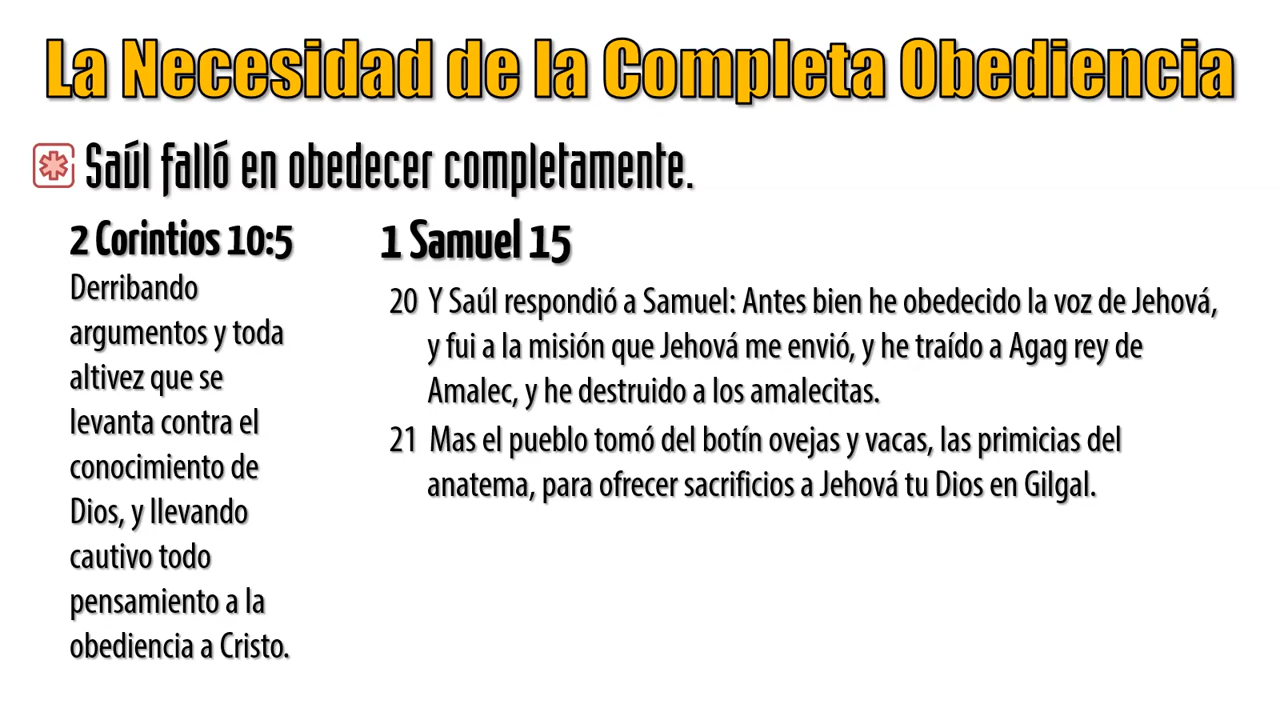 La Necesidad de la Completa Obediencia
Saúl falló en obedecer completamente.
2 Corintios 10:5
Derribando
argumentos y toda
altivez que se
levanta contra el
conocimiento de
Dios, y llevando
cautivo todo
pensamiento a la
obediencia a Cristo.
1 Samuel 15
20 Y Saúl respondió a Samuel: Antes bien he obedecido la voz de Jehová,
y fui a la misión que Jehová me envió, y he traído a Agag rey de
Amalec, y he destruido a los amalecitas.
21 Mas el pueblo tomó del botín ovejas y vacas, las primicias del
anatema, para ofrecer sacrificios a Jehová tu Dios en Gilgal.